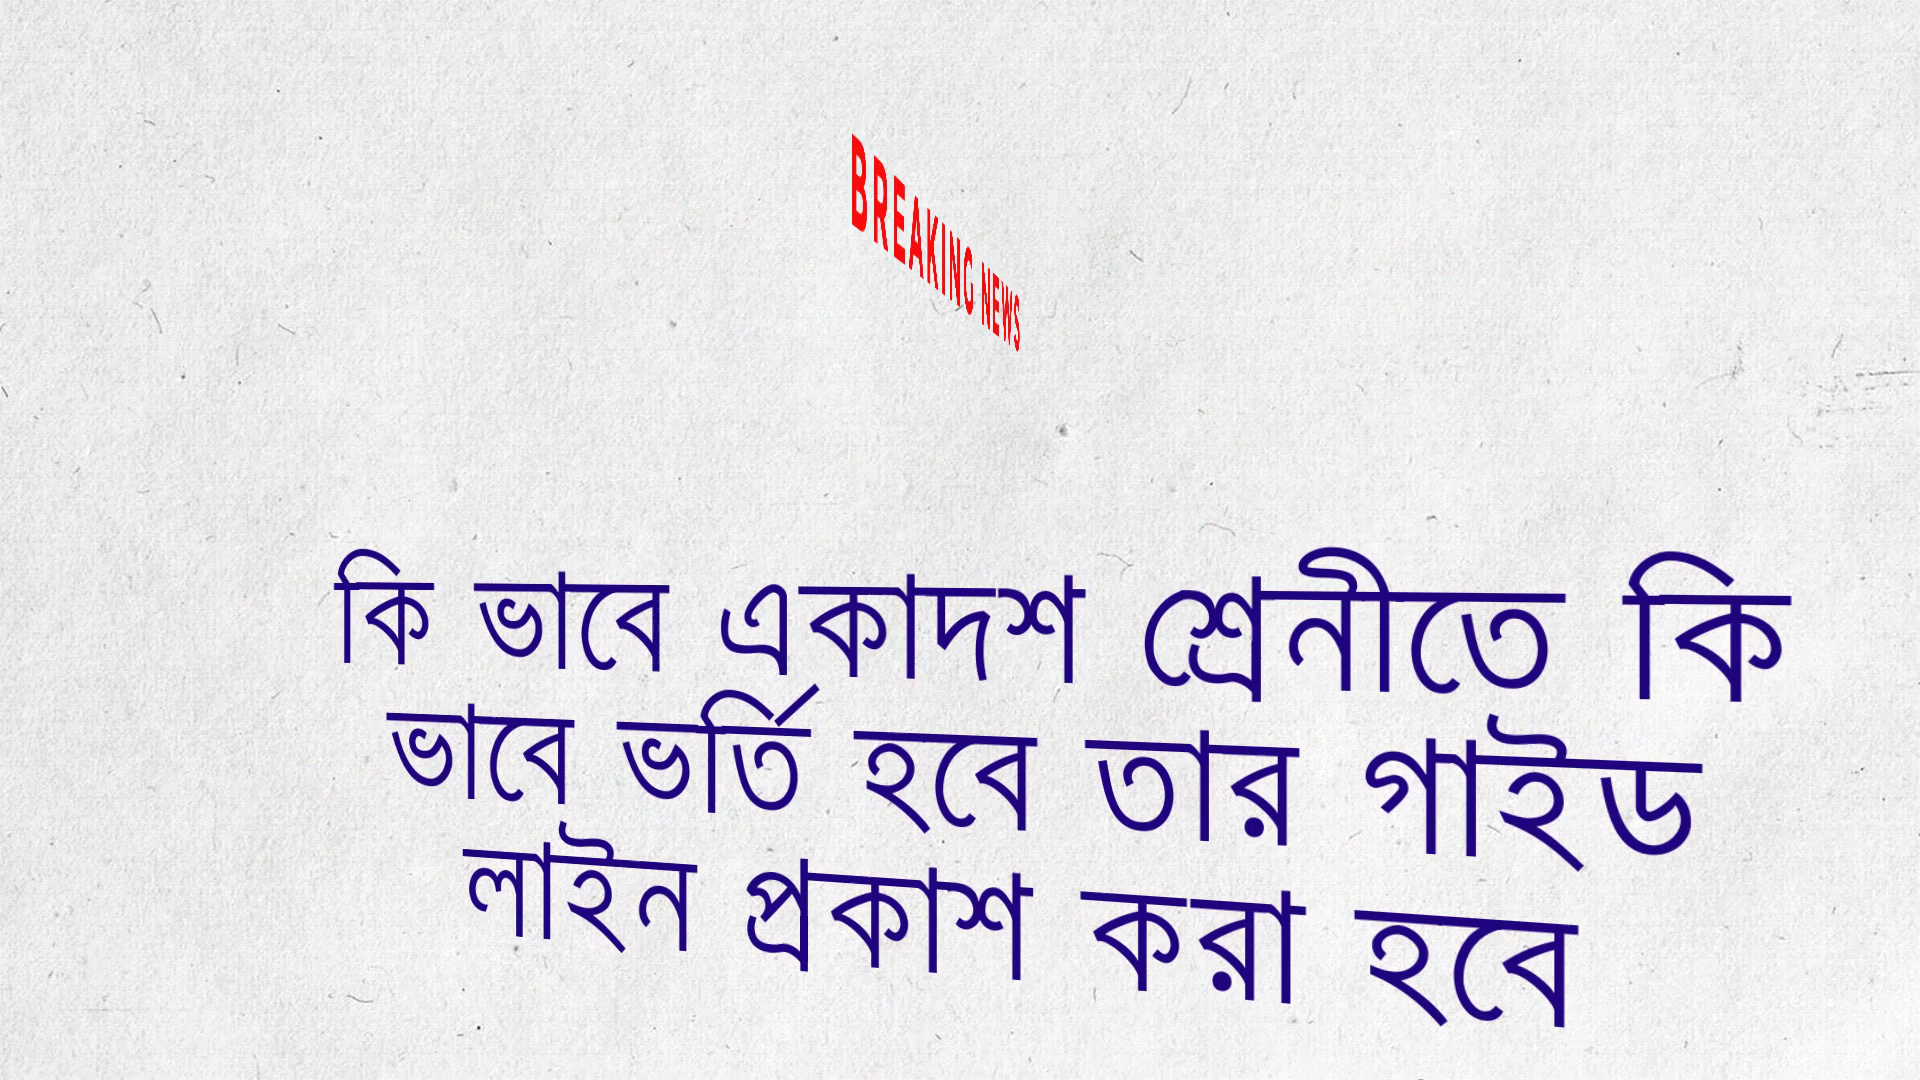 BREAKING NEWS
কি ভাবে একাদশ শ্রেনীতে কি
ভাবে ভর্তি হবে তার গাইড
লাইন প্রকাশ করা হবে